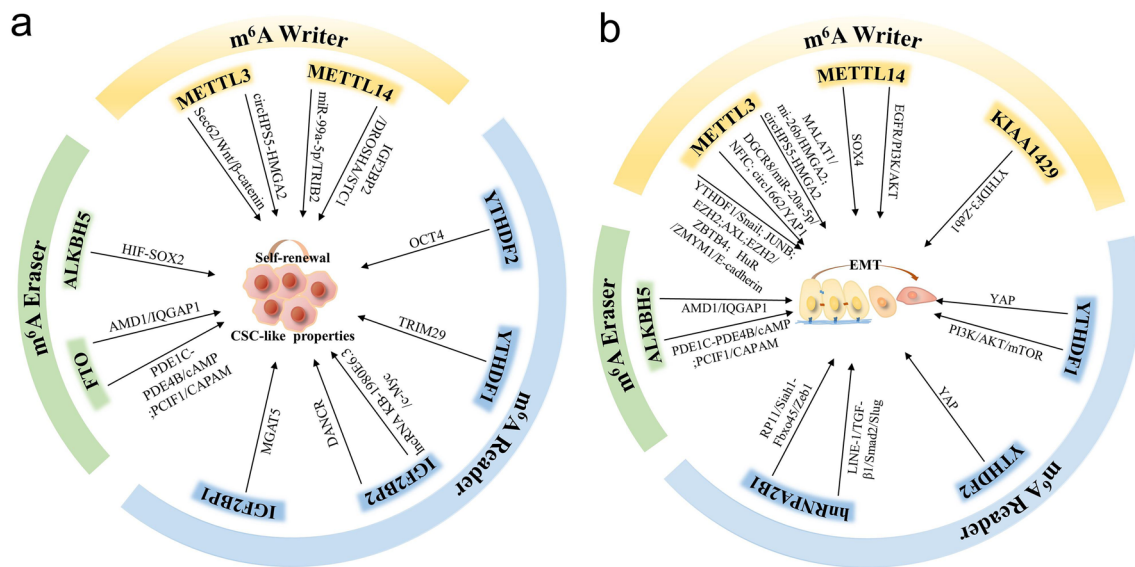 a
m⁶A Writer
METTL3
METTL14
Sec62/Wnt/β-catenin
circHPS5-HMGA2
miR-99a-5p/TRIB2
IGF2BP2
/DROSHA/STC1
m⁶A Eraser
ALKBH5
HIF-SOX2
FTO
AMD1/IQGAP1
PDE1C-
PDE4B/cAMP
;PCIF1/CAPAM
Self-renewal
CSC-like properties
YTHDF2
OCT4
YTHDF1
TRIM29
m⁶A Reader
IGF2BP2
lncRNA KB-1980E6.3
/c-Myc
DANCR
IGF2BP1
MGAT5
b
m⁶A Writer
METTL3
METTL14
KIAA1429
MALAT1/
mi-26b/HMGA2;
circHPS5-HMGA2
DGCR8/miR-20a-5p/
NFIC; circ1662/YAP1
YTHDF1/Snail; JUNB;
EZH2;AXL;EZH2/
ZBTB4; HuR
/ZMYM1/E-cadherin
SOX4
EGFR/PI3K/AKT
YTHDF3-Zeb1
m⁶A Eraser
ALKBH5
AMD1/IQGAP1
PDE1C-PDE4B/cAMP
;PCIF1/CAPAM
EMT
YTHDF1
YAP
PI3K/AKT/mTOR
m⁶A Reader
YTHDF2
YAP
hnRNPA2B1
RP11/Siah1-
Fbxo45/Zeb1
LINE-1/TGF-
β1/Smad2/Slug